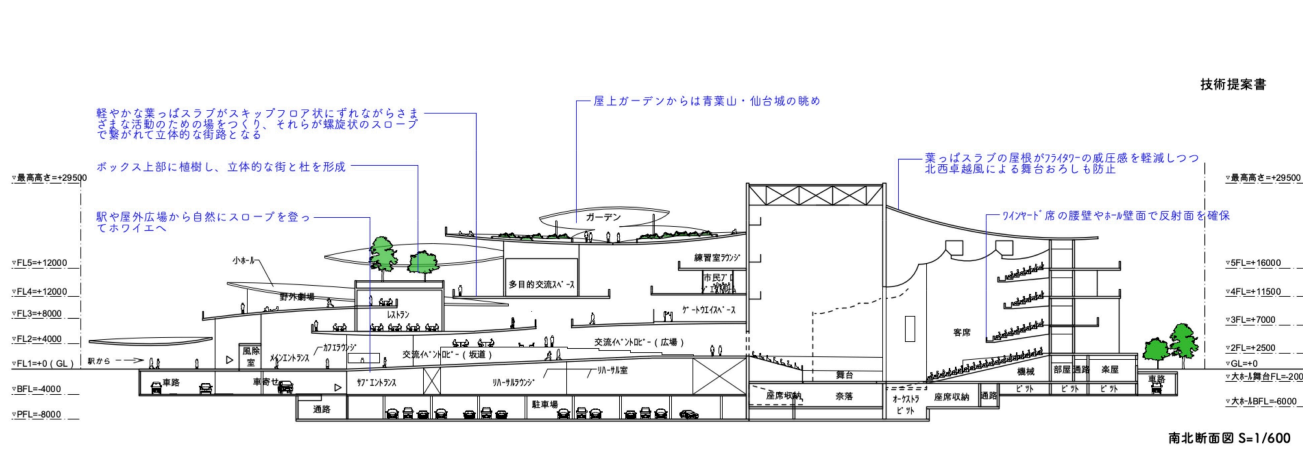 技術提案書
軽やかな葉っぱスラブがスキップフロア状にずれながらさま
ざまな活動のための場をつくり、それらが螺旋状のスロープ
で繋がれて立体的な街路となる
屋上ガーデンからは青葉山・仙台城の眺め
ボックス上部に植樹し、立体的な街と杜を形成
葉っぱスラブの屋根がフライタワーの威圧感を軽減しつつ
北西卓越風による舞台おろしも防止
駅や屋外広場から自然にスロープを登っ
てホワイエへ
ワインヤード席の腰壁やホール壁面で反射面を確保
▽最高高さ=+29500
▽FL5=+12000
▽FL4=+12000
▽FL3=+8000
▽FL2=+4000
▽FL1=+0 ( GL )
▽BFL=-4000
▽PFL=-8000
▽最高高さ=+29500
▽5FL=+16000
▽4FL=+11500
▽3FL=+7000
▽2FL=+2500
▽GL=+0
▽大ホール舞台FL=-200
▽大ホールBFL=-6000
ガーデン
小ホール
野外劇場
レストラン
多目的交流スペース
練習室ラウンジ
ゲートウエイスペース
駅から
風除
室
メインエントランス
カフェラウンジ
交流イベントロビー ( 坂道 )
交流イベントロビー ( 広場 )
車路
車寄せ
サブエントランス
リハーサルラウンジ
リハーサル室
通路
駐車場
客席
舞台
座席収納
奈落
オーケストラ
ピット
座席収納
通路
機械
部屋
通路
楽屋
ピット
ピット
ピット
車路
南北断面図 S=1/600